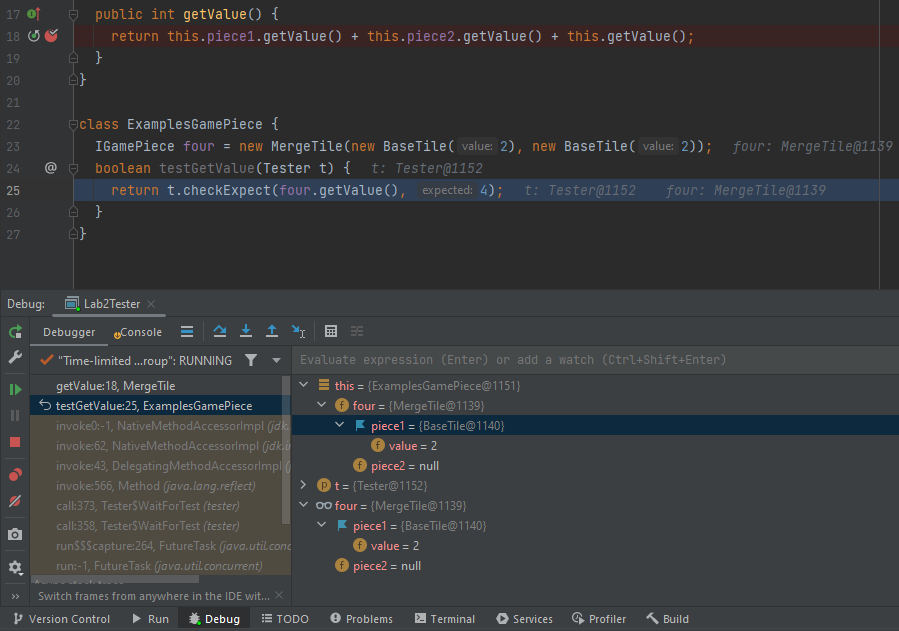 17 public int getValue() {
18 return this.piece1.getValue() + this.piece2.getValue() + this.getValue();
19 }
20 }
21
22 class ExamplesGamePiece {
23 IGamePiece four = new MergeTile(new BaseTile( value: 2), new BaseTile( value: 2)); four: MergeTile@1139
24 @ boolean testGetValue(Tester t) { t: Tester@1152
25 return t.checkExpect(four.getValue(), expected: 4); t: Tester@1152 four: MergeTile@1139
26 }
27 }
Debug: Lab2Tester
Debugger Console
"Time-limited ...roup": RUNNING
Evaluate expression (Enter) or add a watch (Ctrl+Shift+Enter)
getValue:18, MergeTile
testGetValue:25, ExamplesGamePiece
invoke0:-1, NativeMethodAccessorImpl (jdk.
invoke:62, NativeMethodAccessorImpl (jdk.in
invoke:43, DelegatingMethodAccessorImpl (
invoke:566, Method (java.lang.reflect)
call:373, Tester$WaitForTest (tester)
call:358, Tester$WaitForTest (tester)
run$$$capture:264, FutureTask (java.util.conc
run:-1, FutureTask (java.util.concurrent)
Switch frames from anywhere in the IDE wit...
this = {ExamplesGamePiece@1151}
f four = {MergeTile@1139}
piece1 = {BaseTile@1140}
f value = 2
f piece2 = null
p t = {Tester@1152}
four = {MergeTile@1139}
piece1 = {BaseTile@1140}
f value = 2
f piece2 = null
Version Control Run Debug TODO Problems Terminal Services Profiler Build